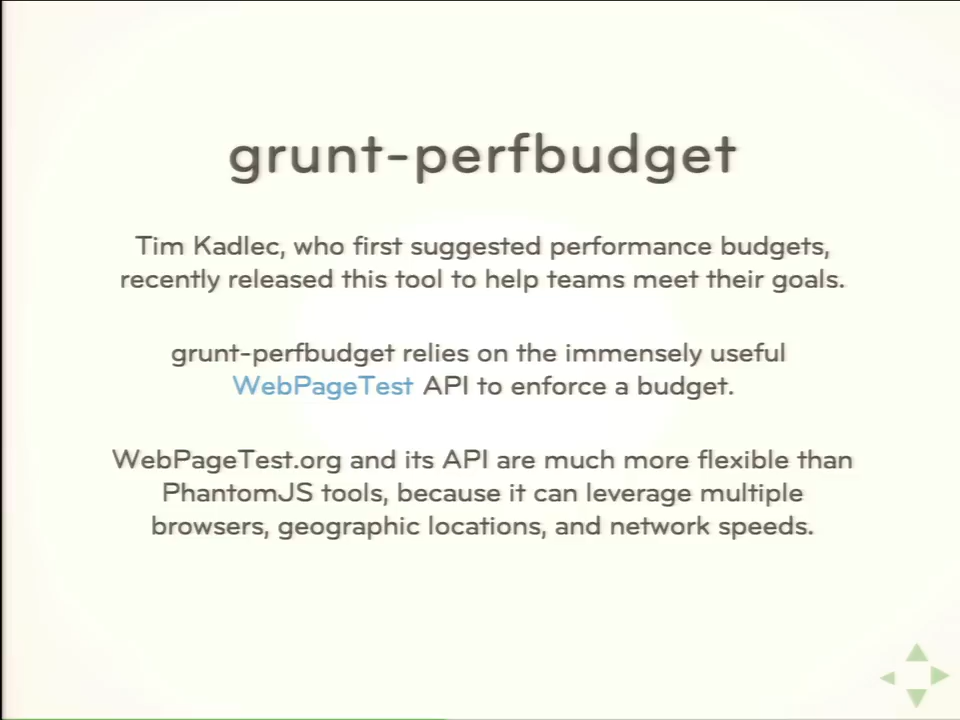 grunt-perfbudget
Tim Kadlec, who first suggested performance budgets,
recently released this tool to help teams meet their goals.
grunt-perfbudget relies on the immensely useful
WebPageTest API to enforce a budget.
WebPageTest.org and its API are much more flexible than
PhantomJS tools, because it can leverage multiple
browsers, geographic locations, and network speeds.